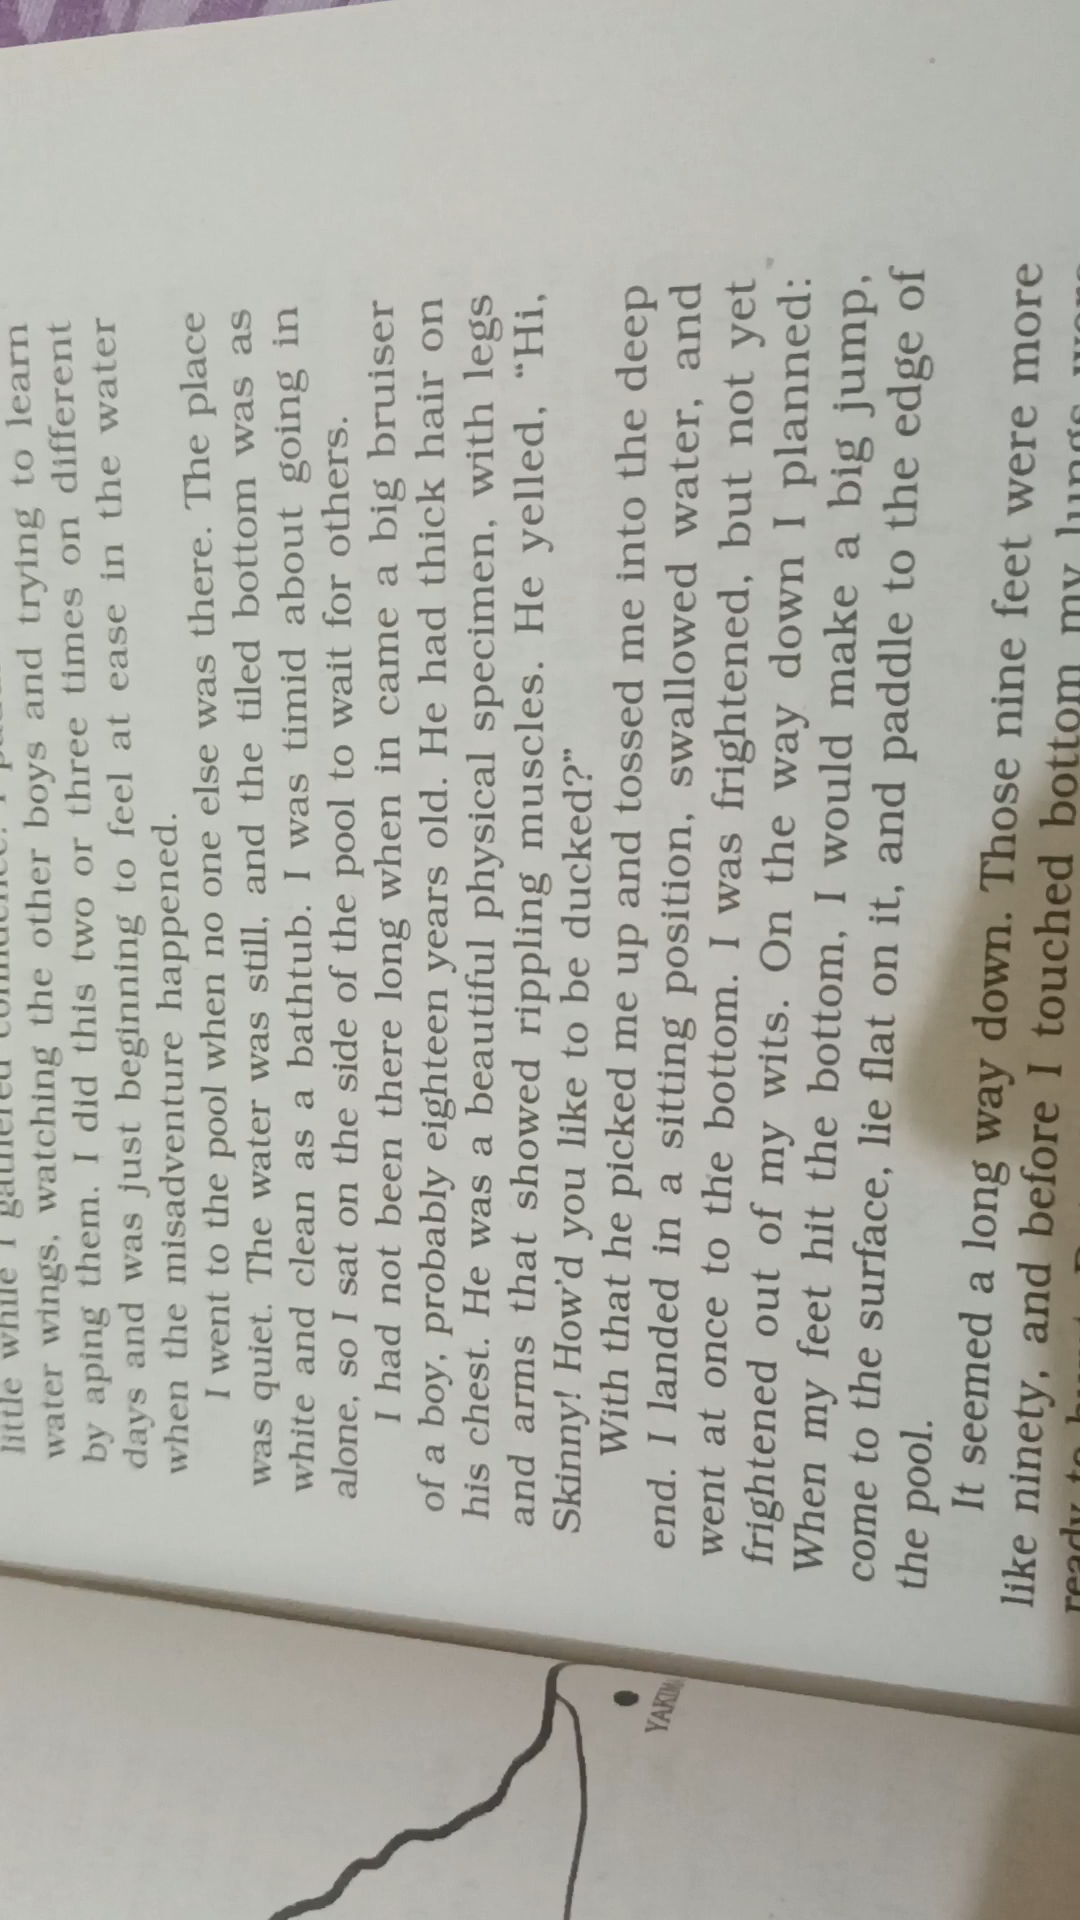 little while I gathered
water wings, watching the other boys and trying to learn
by aping them. I did this two or three times on different
days and was just beginning to feel at ease in the water
when the misadventure happened.
I went to the pool when no one else was there. The place
was quiet. The water was still, and the tiled bottom was as
white and clean as a bathtub. I was timid about going in
alone, so I sat on the side of the pool to wait for others.
I had not been there long when in came a big bruiser
of a boy, probably eighteen years old. He had thick hair on
his chest. He was a beautiful physical specimen, with legs
and arms that showed rippling muscles. He yelled, “Hi,
Skinny! How’d you like to be ducked?”
With that he picked me up and tossed me into the deep
end. I landed in a sitting position, swallowed water, and
went at once to the bottom. I was frightened, but not yet
frightened out of my wits. On the way down I planned:
When my feet hit the bottom, I would make a big jump,
come to the surface, lie flat on it, and paddle to the edge of
the pool.
It seemed a long way down. Those nine feet were more
like ninety, and before I touched bottom my lungs were
ready to
YAKIMA